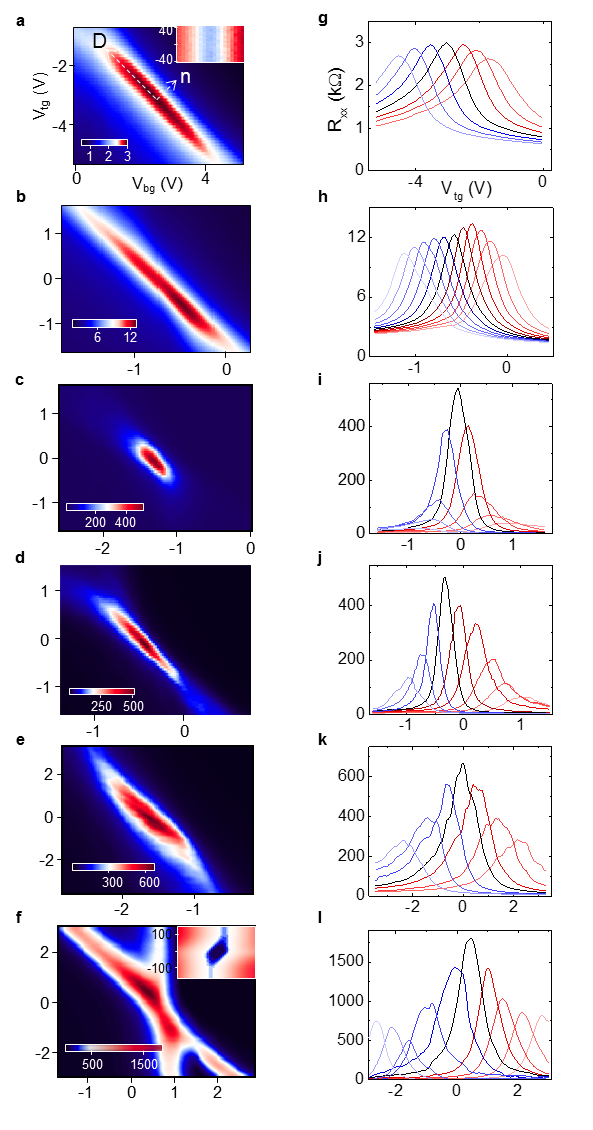 a
D
n
40
-40
-2
-4
V_tg (V)
1 2 3
0 4
V_bg (V)
g
3
2
1
0
R_xx (kΩ)
-4 0
V_tg (V)
b
1
0
-1
6 12
-1 0
h
12
6
0
-1 0
c
1
0
-1
200 400
-2 -1 0
i
400
200
0
-1 0 1
d
1
0
-1
250 500
-1 0
j
400
200
0
-1 0 1
e
2
0
-2
300 600
-2 -1
k
600
400
200
0
-2 0 2
f
100
-100
2
0
-2
500 1500
-1 0 1 2
l
1500
1000
500
0
-2 0 2